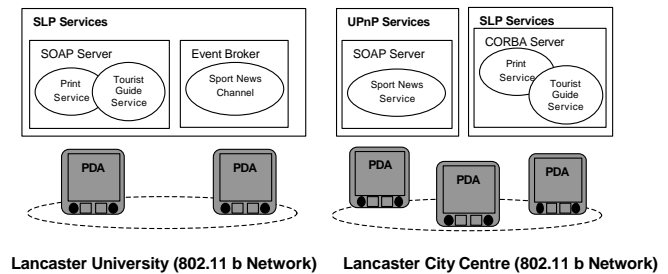 SLP Services
SOAP Server
Print
Service
Tourist
Guide
Service
Event Broker
Sport News
Channel
UPnP Services
SOAP Server
Sport News
Service
SLP Services
CORBA Server
Print
Service
Tourist
Guide
Service
PDA
PDA
PDA
PDA
PDA
Lancaster University (802.11 b Network)
Lancaster City Centre (802.11 b Network)